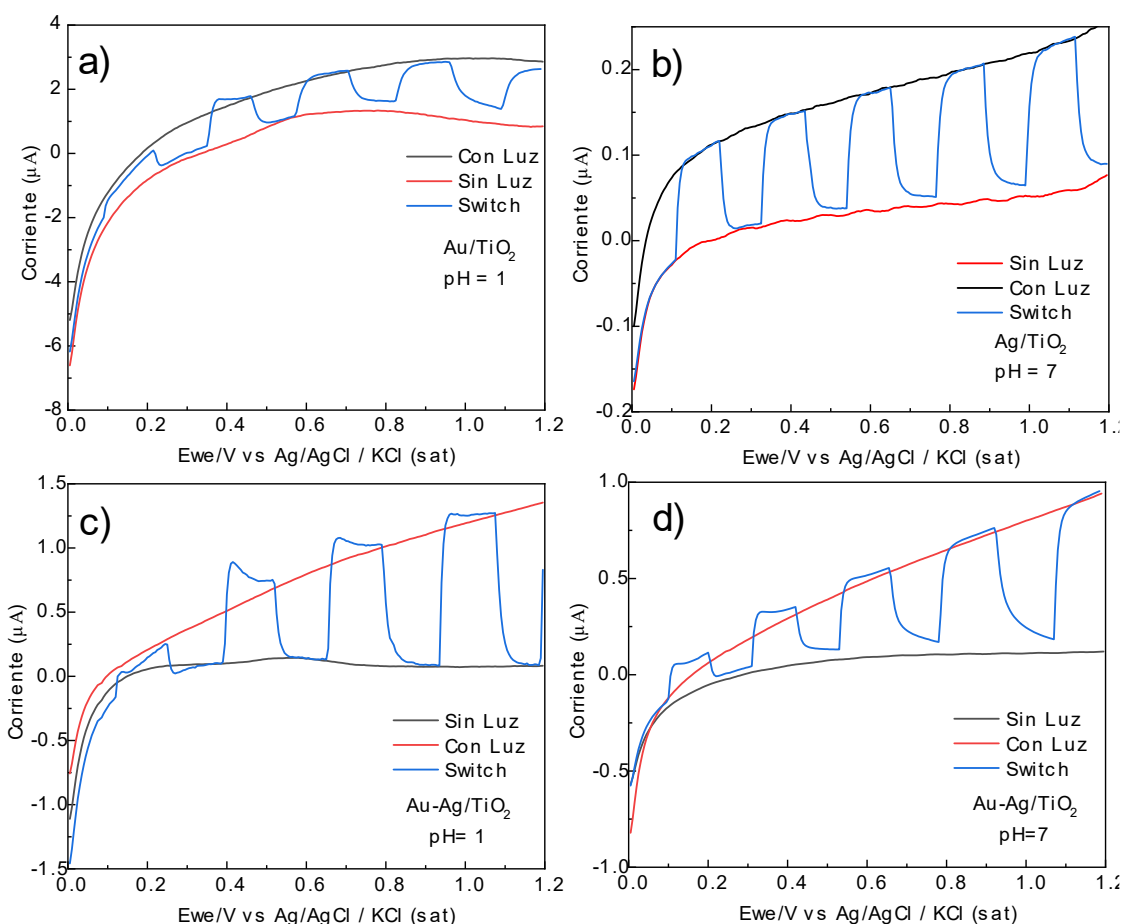 a)
4
2
0
-2
-4
-6
-8
Corriente (μA)
Con Luz
Sin Luz
Switch
Au/TiO2
pH = 1
0.0 0.2 0.4 0.6 0.8 1.0 1.2
Ewe/V vs Ag/AgCl / KCl (sat)
b)
0.2
0.1
0.0
-0.1
-0.2
Corriente (μA)
Sin Luz
Con Luz
Switch
Ag/TiO2
pH = 7
0.0 0.2 0.4 0.6 0.8 1.0 1.2
Ewe/V vs Ag/AgCl / KCl (sat)
c)
1.5
1.0
0.5
0.0
-0.5
-1.0
-1.5
Corriente (μA)
Sin Luz
Con Luz
Switch
Au-Ag/TiO2
pH= 1
0.0 0.2 0.4 0.6 0.8 1.0 1.2
Ewe/V vs Ag/AgCl / KCl (sat)
d)
1.0
0.5
0.0
-0.5
-1.0
Corriente (μA)
Sin Luz
Con Luz
Switch
Au-Ag/TiO2
pH=7
0.0 0.2 0.4 0.6 0.8 1.0 1.2
Ewe/V vs Ag/AgCl / KCl (sat)